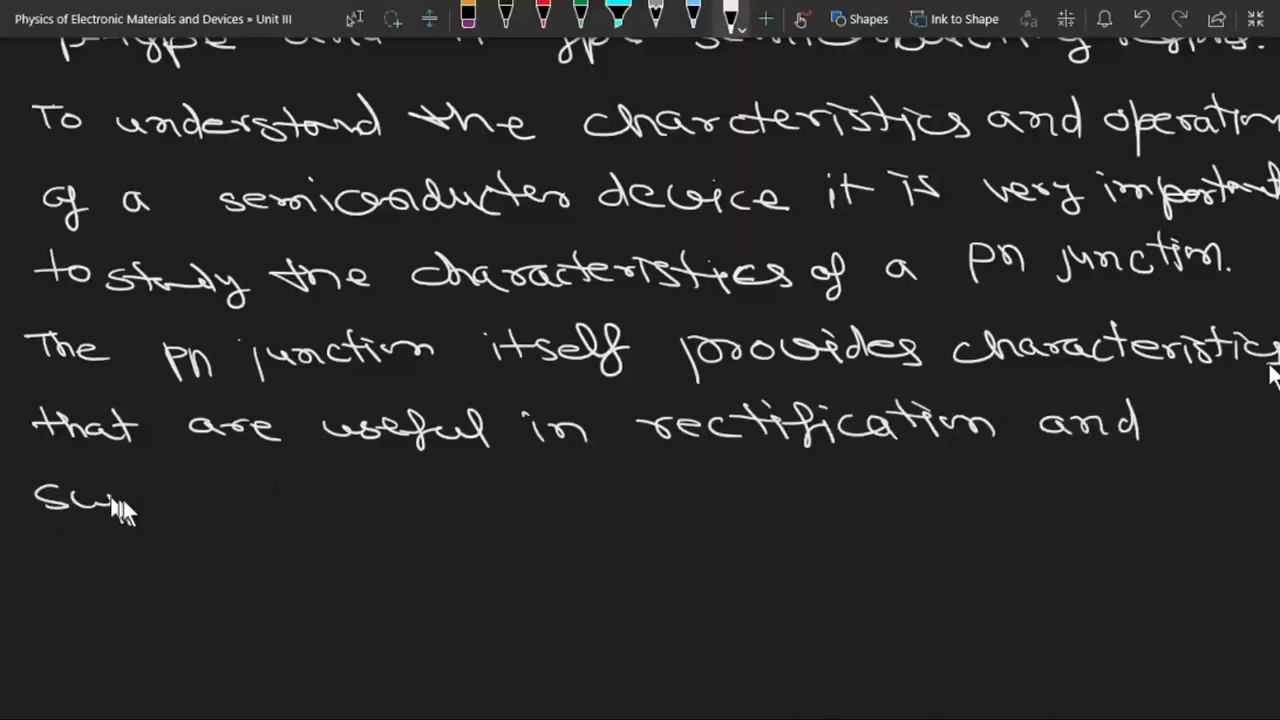 Physics of Electronic Materials and Devices » Unit III
Shapes
Ink to Shape
To understand the charcteristics and operation
of a semiconducter device it is very important
to study the characteristics of a pn junction.
The pn junction itself provides characteristics
that are useful in rectification and
sw